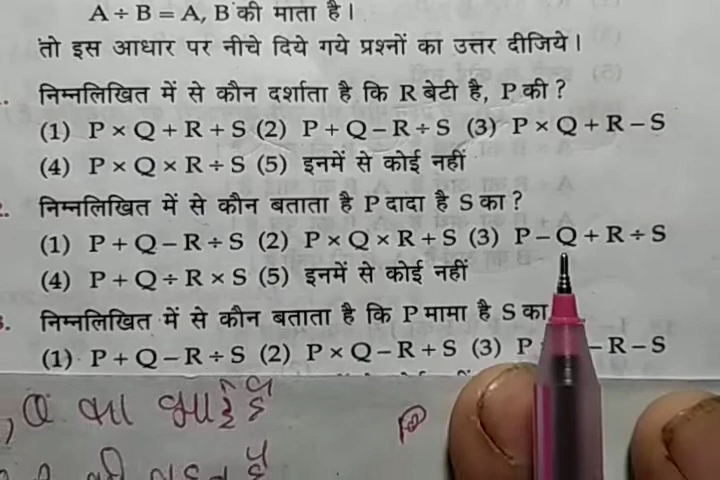 A ÷ B = A, B की माता है।
तो इस आधार पर नीचे दिये गये प्रश्नों का उत्तर दीजिये।
निम्नलिखित में से कौन दर्शाता है कि R बेटी है, P की ?
(1) P × Q + R + S (2) P + Q − R ÷ S (3) P × Q + R − S
(4) P × Q × R ÷ S (5) इनमें से कोई नहीं
निम्नलिखित में से कौन बताता है P दादा है S का ?
(1) P + Q − R ÷ S (2) P × Q × R + S (3) P − Q + R ÷ S
(4) P + Q ÷ R × S (5) इनमें से कोई नहीं
निम्नलिखित में से कौन बताता है कि P मामा है S का
(1) P + Q − R ÷ S (2) P × Q − R + S (3) P − R − S
, Q का भाई है
की बहन है